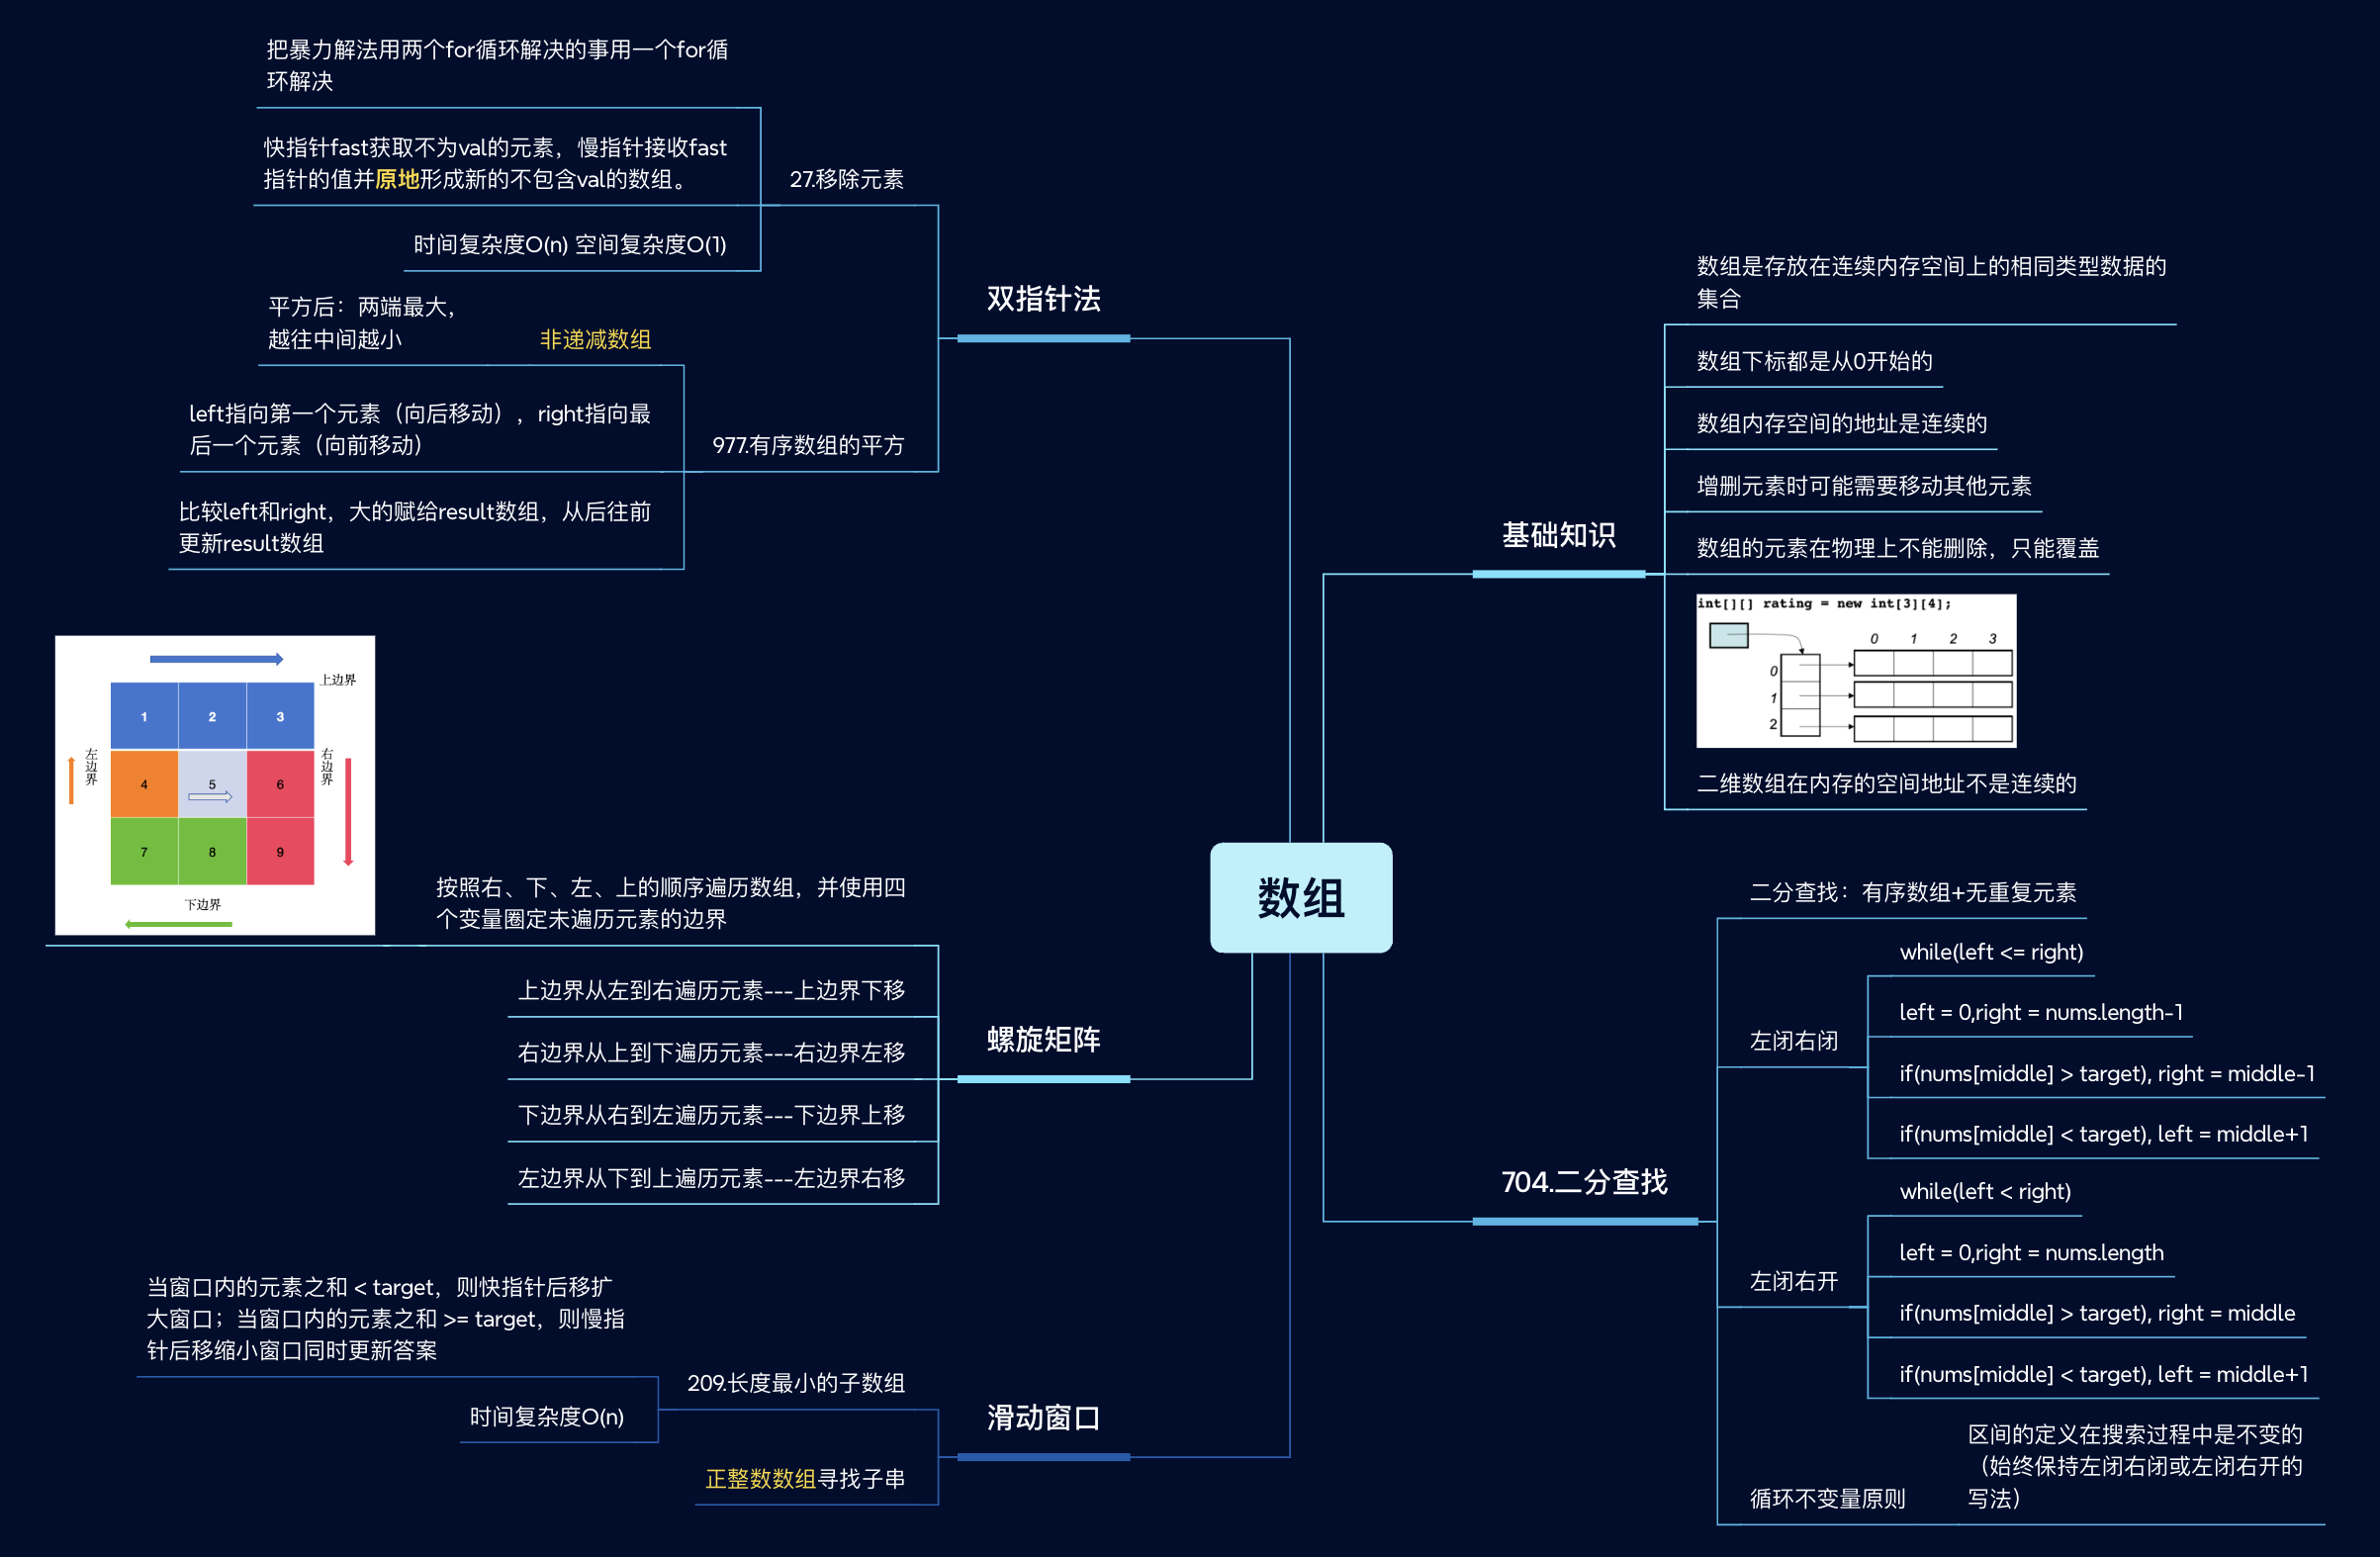 数组
双指针法
27.移除元素
把暴力解法用两个for循环解决的事用一个for循
环解决
快指针fast获取不为val的元素，慢指针接收fast
指针的值并原地形成新的不包含val的数组。
时间复杂度O(n) 空间复杂度O(1)
977.有序数组的平方
非递减数组
平方后：两端最大，
越往中间越小
left指向第一个元素（向后移动），right指向最
后一个元素（向前移动）
比较left和right，大的赋给result数组，从后往前
更新result数组
螺旋矩阵
按照右、下、左、上的顺序遍历数组，并使用四
个变量圈定未遍历元素的边界
上边界
左边界
右边界
下边界
1 2 3
4 5 6
7 8 9
上边界从左到右遍历元素---上边界下移
右边界从上到下遍历元素---右边界左移
下边界从右到左遍历元素---下边界上移
左边界从下到上遍历元素---左边界右移
滑动窗口
209.长度最小的子数组
当窗口内的元素之和 < target，则快指针后移扩
大窗口；当窗口内的元素之和 >= target，则慢指
针后移缩小窗口同时更新答案
时间复杂度O(n)
正整数数组寻找子串
基础知识
数组是存放在连续内存空间上的相同类型数据的
集合
数组下标都是从0开始的
数组内存空间的地址是连续的
增删元素时可能需要移动其他元素
数组的元素在物理上不能删除，只能覆盖
int[][] rating = new int[3][4];
0 1 2 3
0
1
2
二维数组在内存的空间地址不是连续的
704.二分查找
二分查找：有序数组+无重复元素
左闭右闭
while(left <= right)
left = 0,right = nums.length-1
if(nums[middle] > target), right = middle-1
if(nums[middle] < target), left = middle+1
左闭右开
while(left < right)
left = 0,right = nums.length
if(nums[middle] > target), right = middle
if(nums[middle] < target), left = middle+1
循环不变量原则
区间的定义在搜索过程中是不变的
（始终保持左闭右闭或左闭右开的
写法）